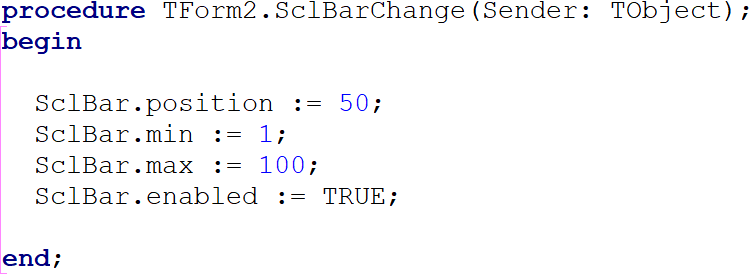 procedure TForm2.SclBarChange(Sender: TObject);
begin
SclBar.position := 50;
SclBar.min := 1;
SclBar.max := 100;
SclBar.enabled := TRUE;
end;